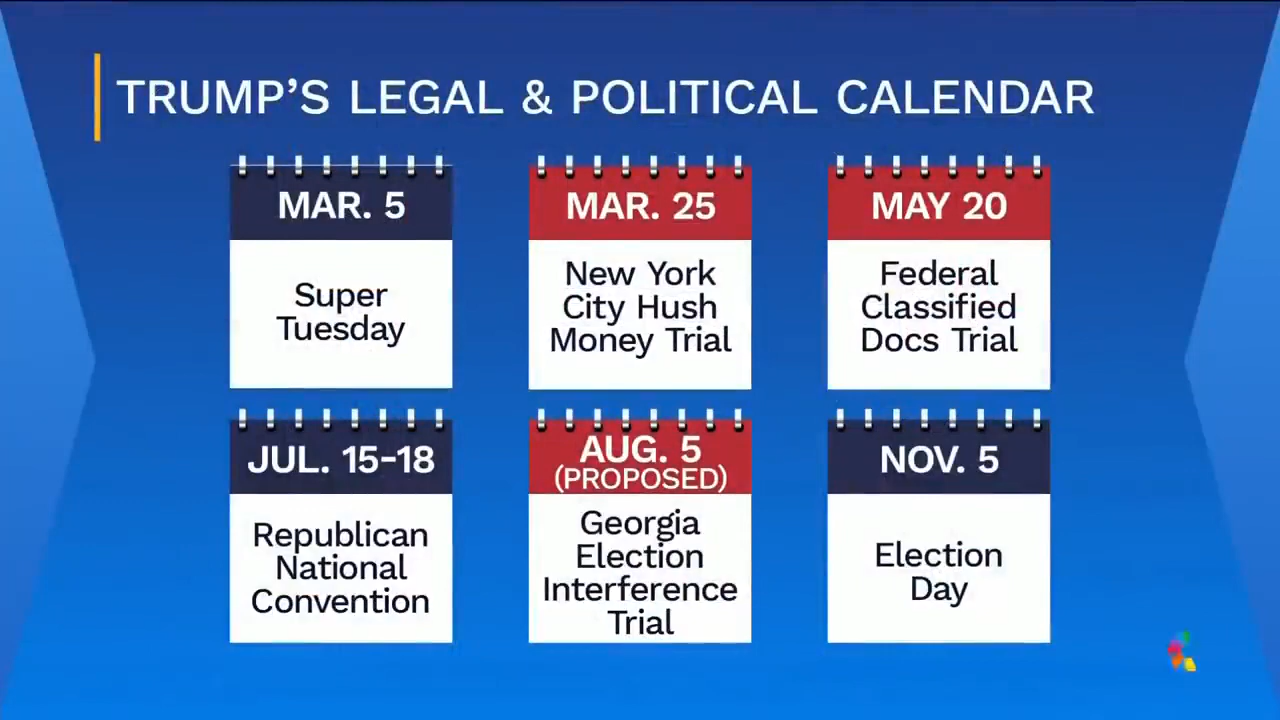 TRUMP’S LEGAL & POLITICAL CALENDAR
MAR. 5
Super
Tuesday
MAR. 25
New York
City Hush
Money Trial
MAY 20
Federal
Classified
Docs Trial
JUL. 15-18
Republican
National
Convention
AUG. 5
(PROPOSED)
Georgia
Election
Interference
Trial
NOV. 5
Election
Day